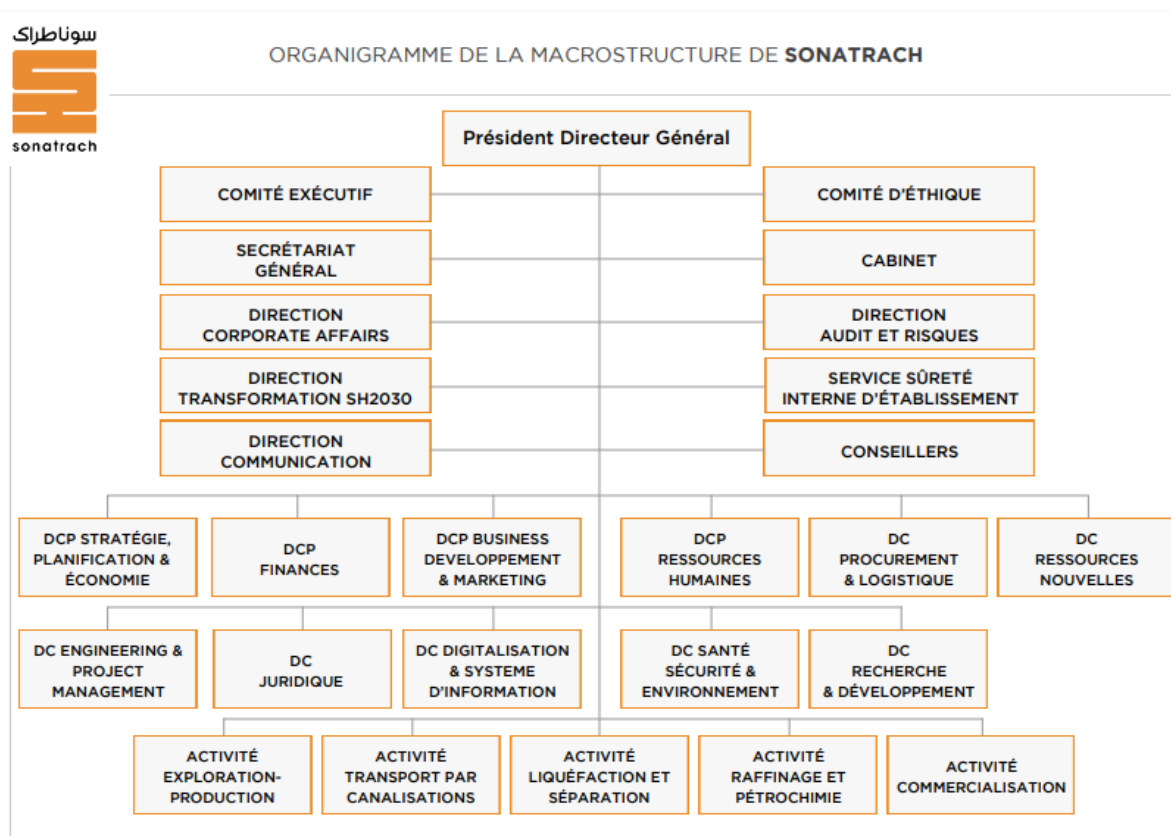 سوناطراك
sonatrach
ORGANIGRAMME DE LA MACROSTRUCTURE DE SONATRACH
Président Directeur Général
COMITÉ EXÉCUTIF
COMITÉ D'ÉTHIQUE
SECRÉTARIAT
GÉNÉRAL
CABINET
DIRECTION
CORPORATE AFFAIRS
DIRECTION
AUDIT ET RISQUES
DIRECTION
TRANSFORMATION SH2030
SERVICE SÛRETÉ
INTERNE D'ÉTABLISSEMENT
DIRECTION
COMMUNICATION
CONSEILLERS
DCP STRATÉGIE,
PLANIFICATION &
ÉCONOMIE
DCP
FINANCES
DCP BUSINESS
DEVELOPPEMENT
& MARKETING
DCP
RESSOURCES
HUMAINES
DC
PROCUREMENT
& LOGISTIQUE
DC
RESSOURCES
NOUVELLES
DC ENGINEERING &
PROJECT
MANAGEMENT
DC
JURIDIQUE
DC DIGITALISATION
& SYSTEME
D'INFORMATION
DC SANTÉ
SÉCURITÉ &
ENVIRONNEMENT
DC
RECHERCHE
& DÉVELOPPEMENT
ACTIVITÉ
EXPLORATION-
PRODUCTION
ACTIVITÉ
TRANSPORT PAR
CANALISATIONS
ACTIVITÉ
LIQUÉFACTION ET
SÉPARATION
ACTIVITÉ
RAFFINAGE ET
PÉTROCHIMIE
ACTIVITÉ
COMMERCIALISATION